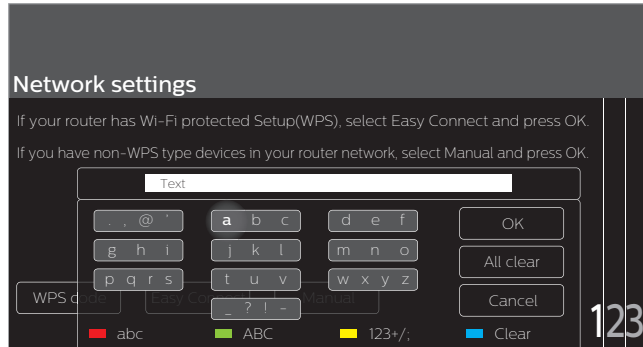 Network settings
If your router has Wi-Fi protected Setup(WPS), select Easy Connect and press OK.
If you have non-WPS type devices in your router network, select Manual and press OK.
Text
. , @ ' a b c d e f OK
g h i j k l m n o All clear
p q r s t u v w x y z
WPS code Easy Connect Manual Cancel
_ ? ! -
abc ABC 123+/; Clear
123